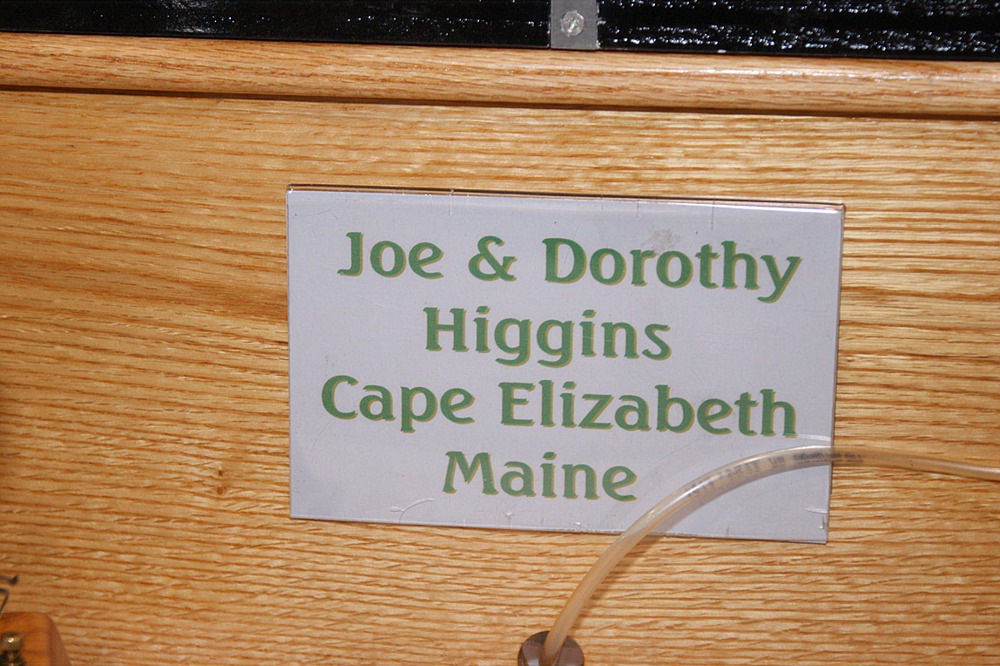 Joe & Dorothy
Higgins
Cape Elizabeth
Maine